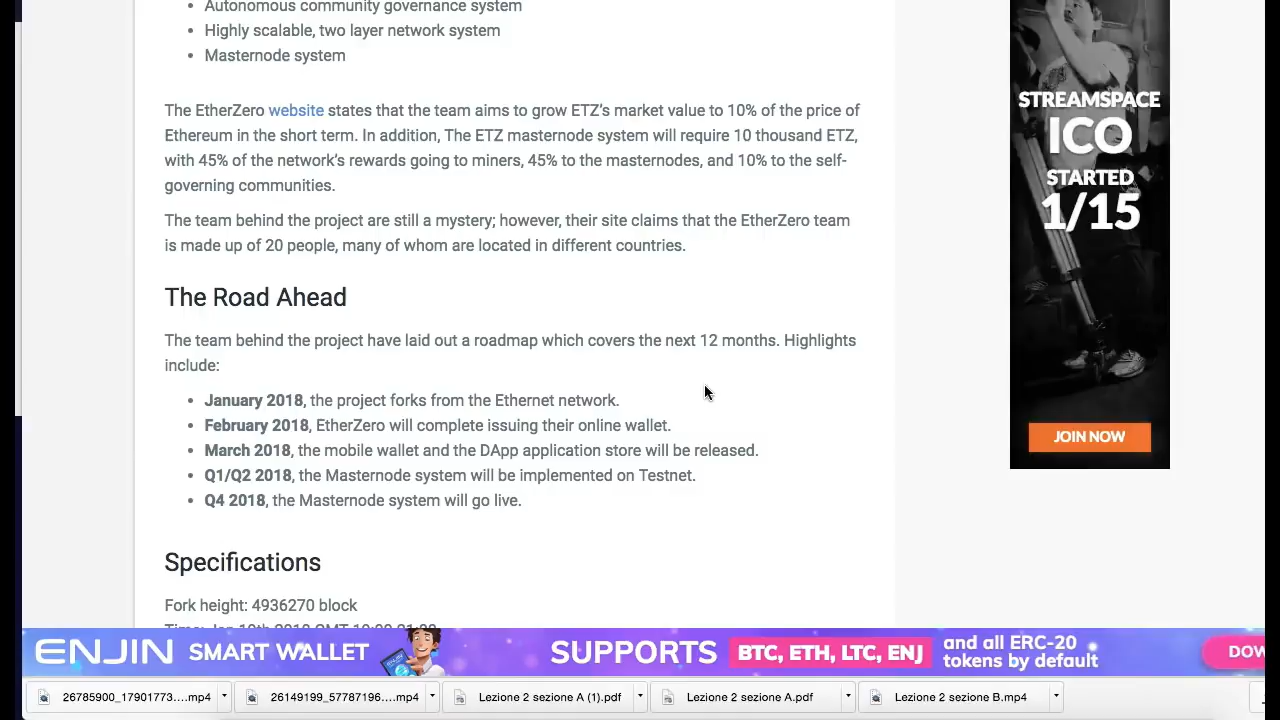 Autonomous community governance system
Highly scalable, two layer network system
Masternode system
The EtherZero website states that the team aims to grow ETZ's market value to 10% of the price of
Ethereum in the short term. In addition, The ETZ masternode system will require 10 thousand ETZ,
with 45% of the network's rewards going to miners, 45% to the masternodes, and 10% to the self-
governing communities.
The team behind the project are still a mystery; however, their site claims that the EtherZero team
is made up of 20 people, many of whom are located in different countries.
The Road Ahead
The team behind the project have laid out a roadmap which covers the next 12 months. Highlights
include:
January 2018, the project forks from the Ethernet network.
February 2018, EtherZero will complete issuing their online wallet.
March 2018, the mobile wallet and the DApp application store will be released.
Q1/Q2 2018, the Masternode system will be implemented on Testnet.
Q4 2018, the Masternode system will go live.
Specifications
Fork height: 4936270 block
STREAMSPACE
ICO
STARTED
1/15
JOIN NOW
ENJIN SMART WALLET
SUPPORTS BTC, ETH, LTC, ENJ
and all ERC-20
tokens by default
DOW
26785900_17901773....mp4
26149199_57787196....mp4
Lezione 2 sezione A (1).pdf
Lezione 2 sezione A.pdf
Lezione 2 sezione B.mp4